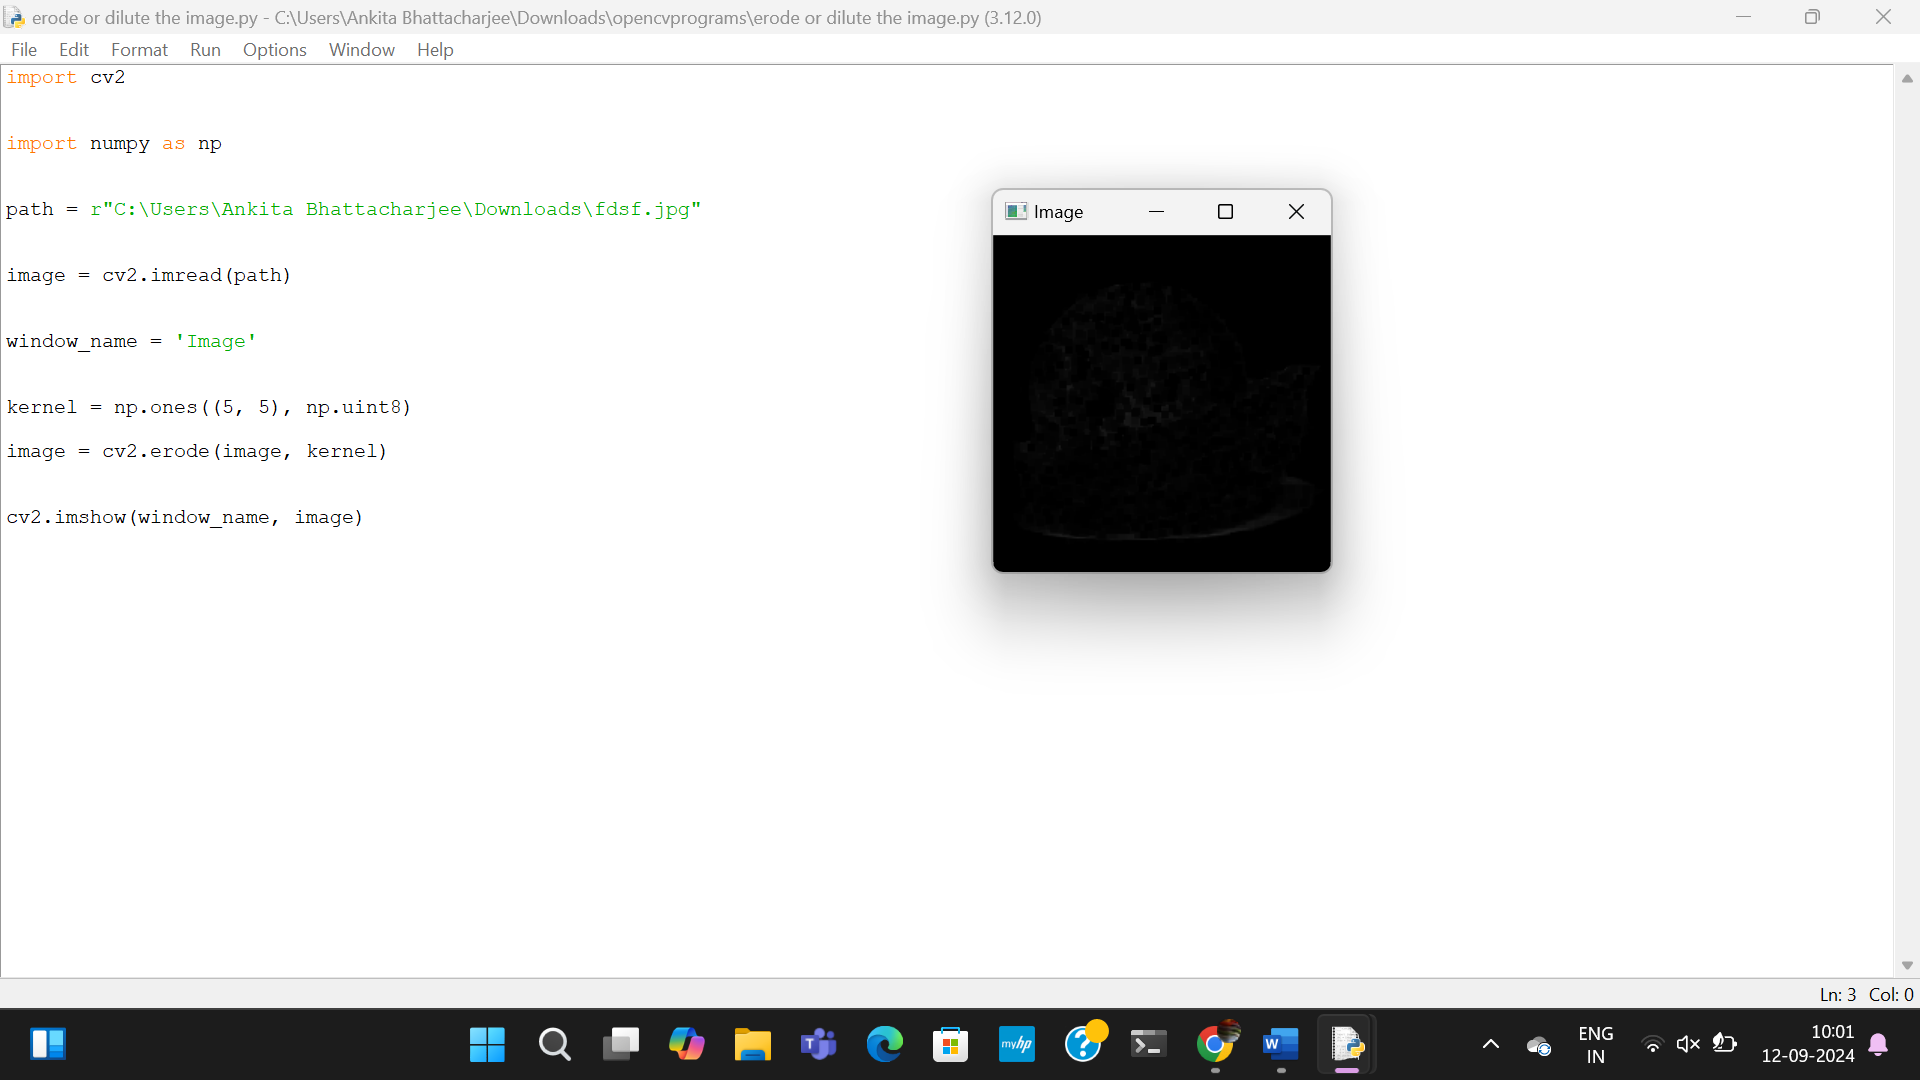 erode or dilute the image.py - C:\Users\Ankita Bhattacharjee\Downloads\opencvprograms\erode or dilute the image.py (3.12.0)
File Edit Format Run Options Window Help
import cv2
import numpy as np
path = r"C:\Users\Ankita Bhattacharjee\Downloads\fdsf.jpg"
image = cv2.imread(path)
window_name = 'Image'
kernel = np.ones((5, 5), np.uint8)
image = cv2.erode(image, kernel)
cv2.imshow(window_name, image)
Image
Ln: 3 Col: 0
T
myhp
?
W
ENG
IN
10:01
12-09-2024